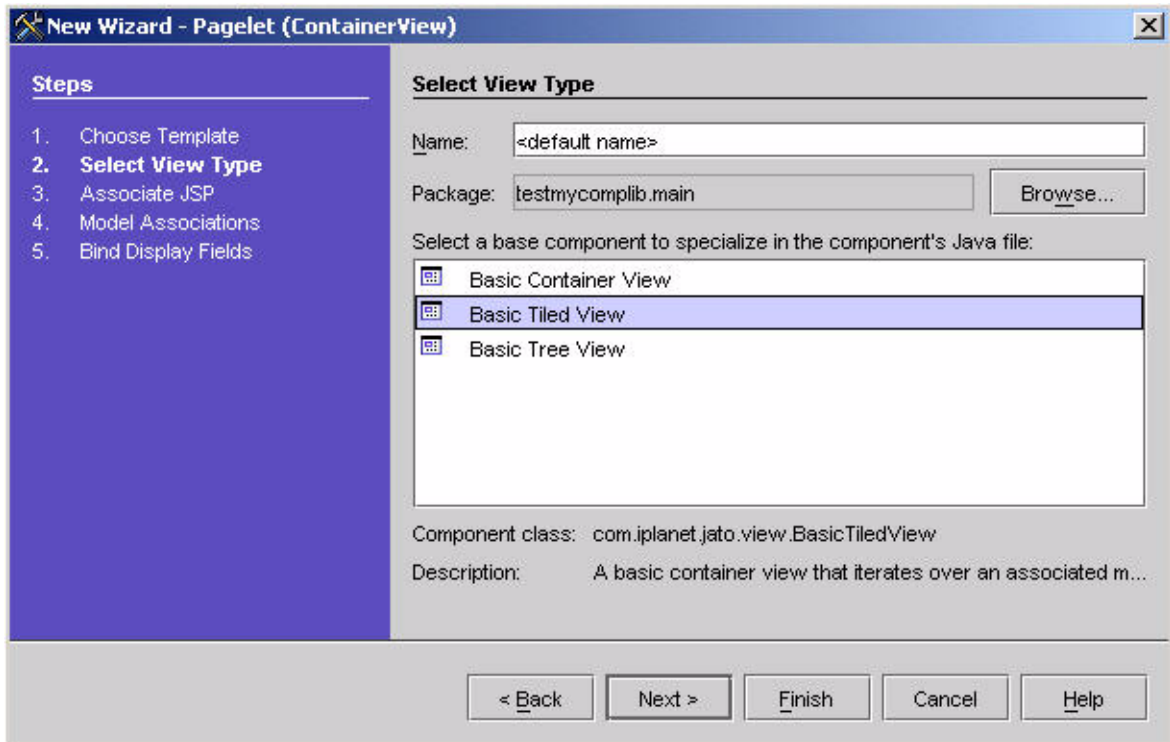 New Wizard - Pagelet (ContainerView)
Steps
1. Choose Template
2. Select View Type
3. Associate JSP
4. Model Associations
5. Bind Display Fields
Select View Type
Name: <default name>
Package: testmycomplib.main Browse...
Select a base component to specialize in the component's Java file:
Basic Container View
Basic Tiled View
Basic Tree View
Component class: com.iplanet.jato.view.BasicTiledView
Description: A basic container view that iterates over an associated m...
< Back Next > Finish Cancel Help